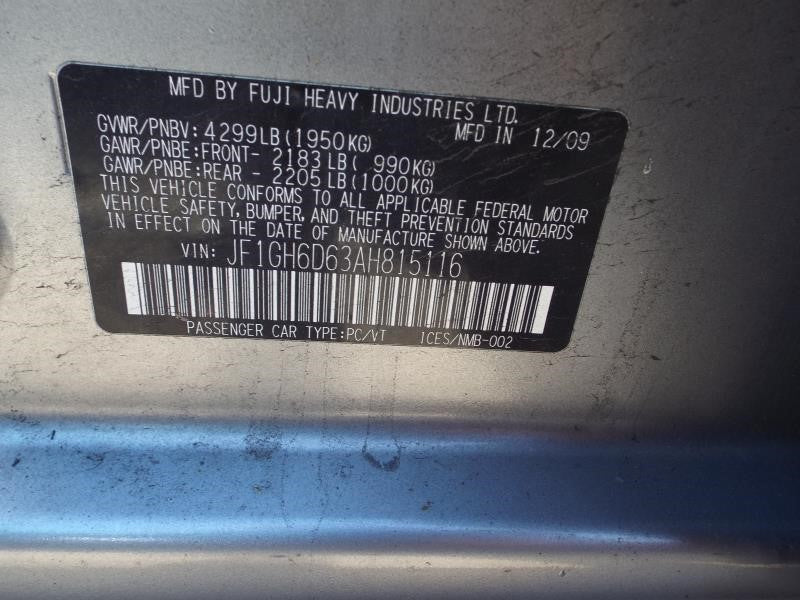 MFD BY FUJI HEAVY INDUSTRIES LTD.
GVWR/PNBV: 4299LB(1950KG) MFD IN 12/09
GAWR/PNBE:FRONT- 2183LB( 990KG)
GAWR/PNBE:REAR - 2205LB(1000KG)
THIS VEHICLE CONFORMS TO ALL APPLICABLE FEDERAL MOTOR
VEHICLE SAFETY, BUMPER, AND THEFT PREVENTION STANDARDS
IN EFFECT ON THE DATE OF MANUFACTURE SHOWN ABOVE.
VIN: JF1GH6D63AH815116
PASSENGER CAR TYPE:PC/VT ICES/NMB-002